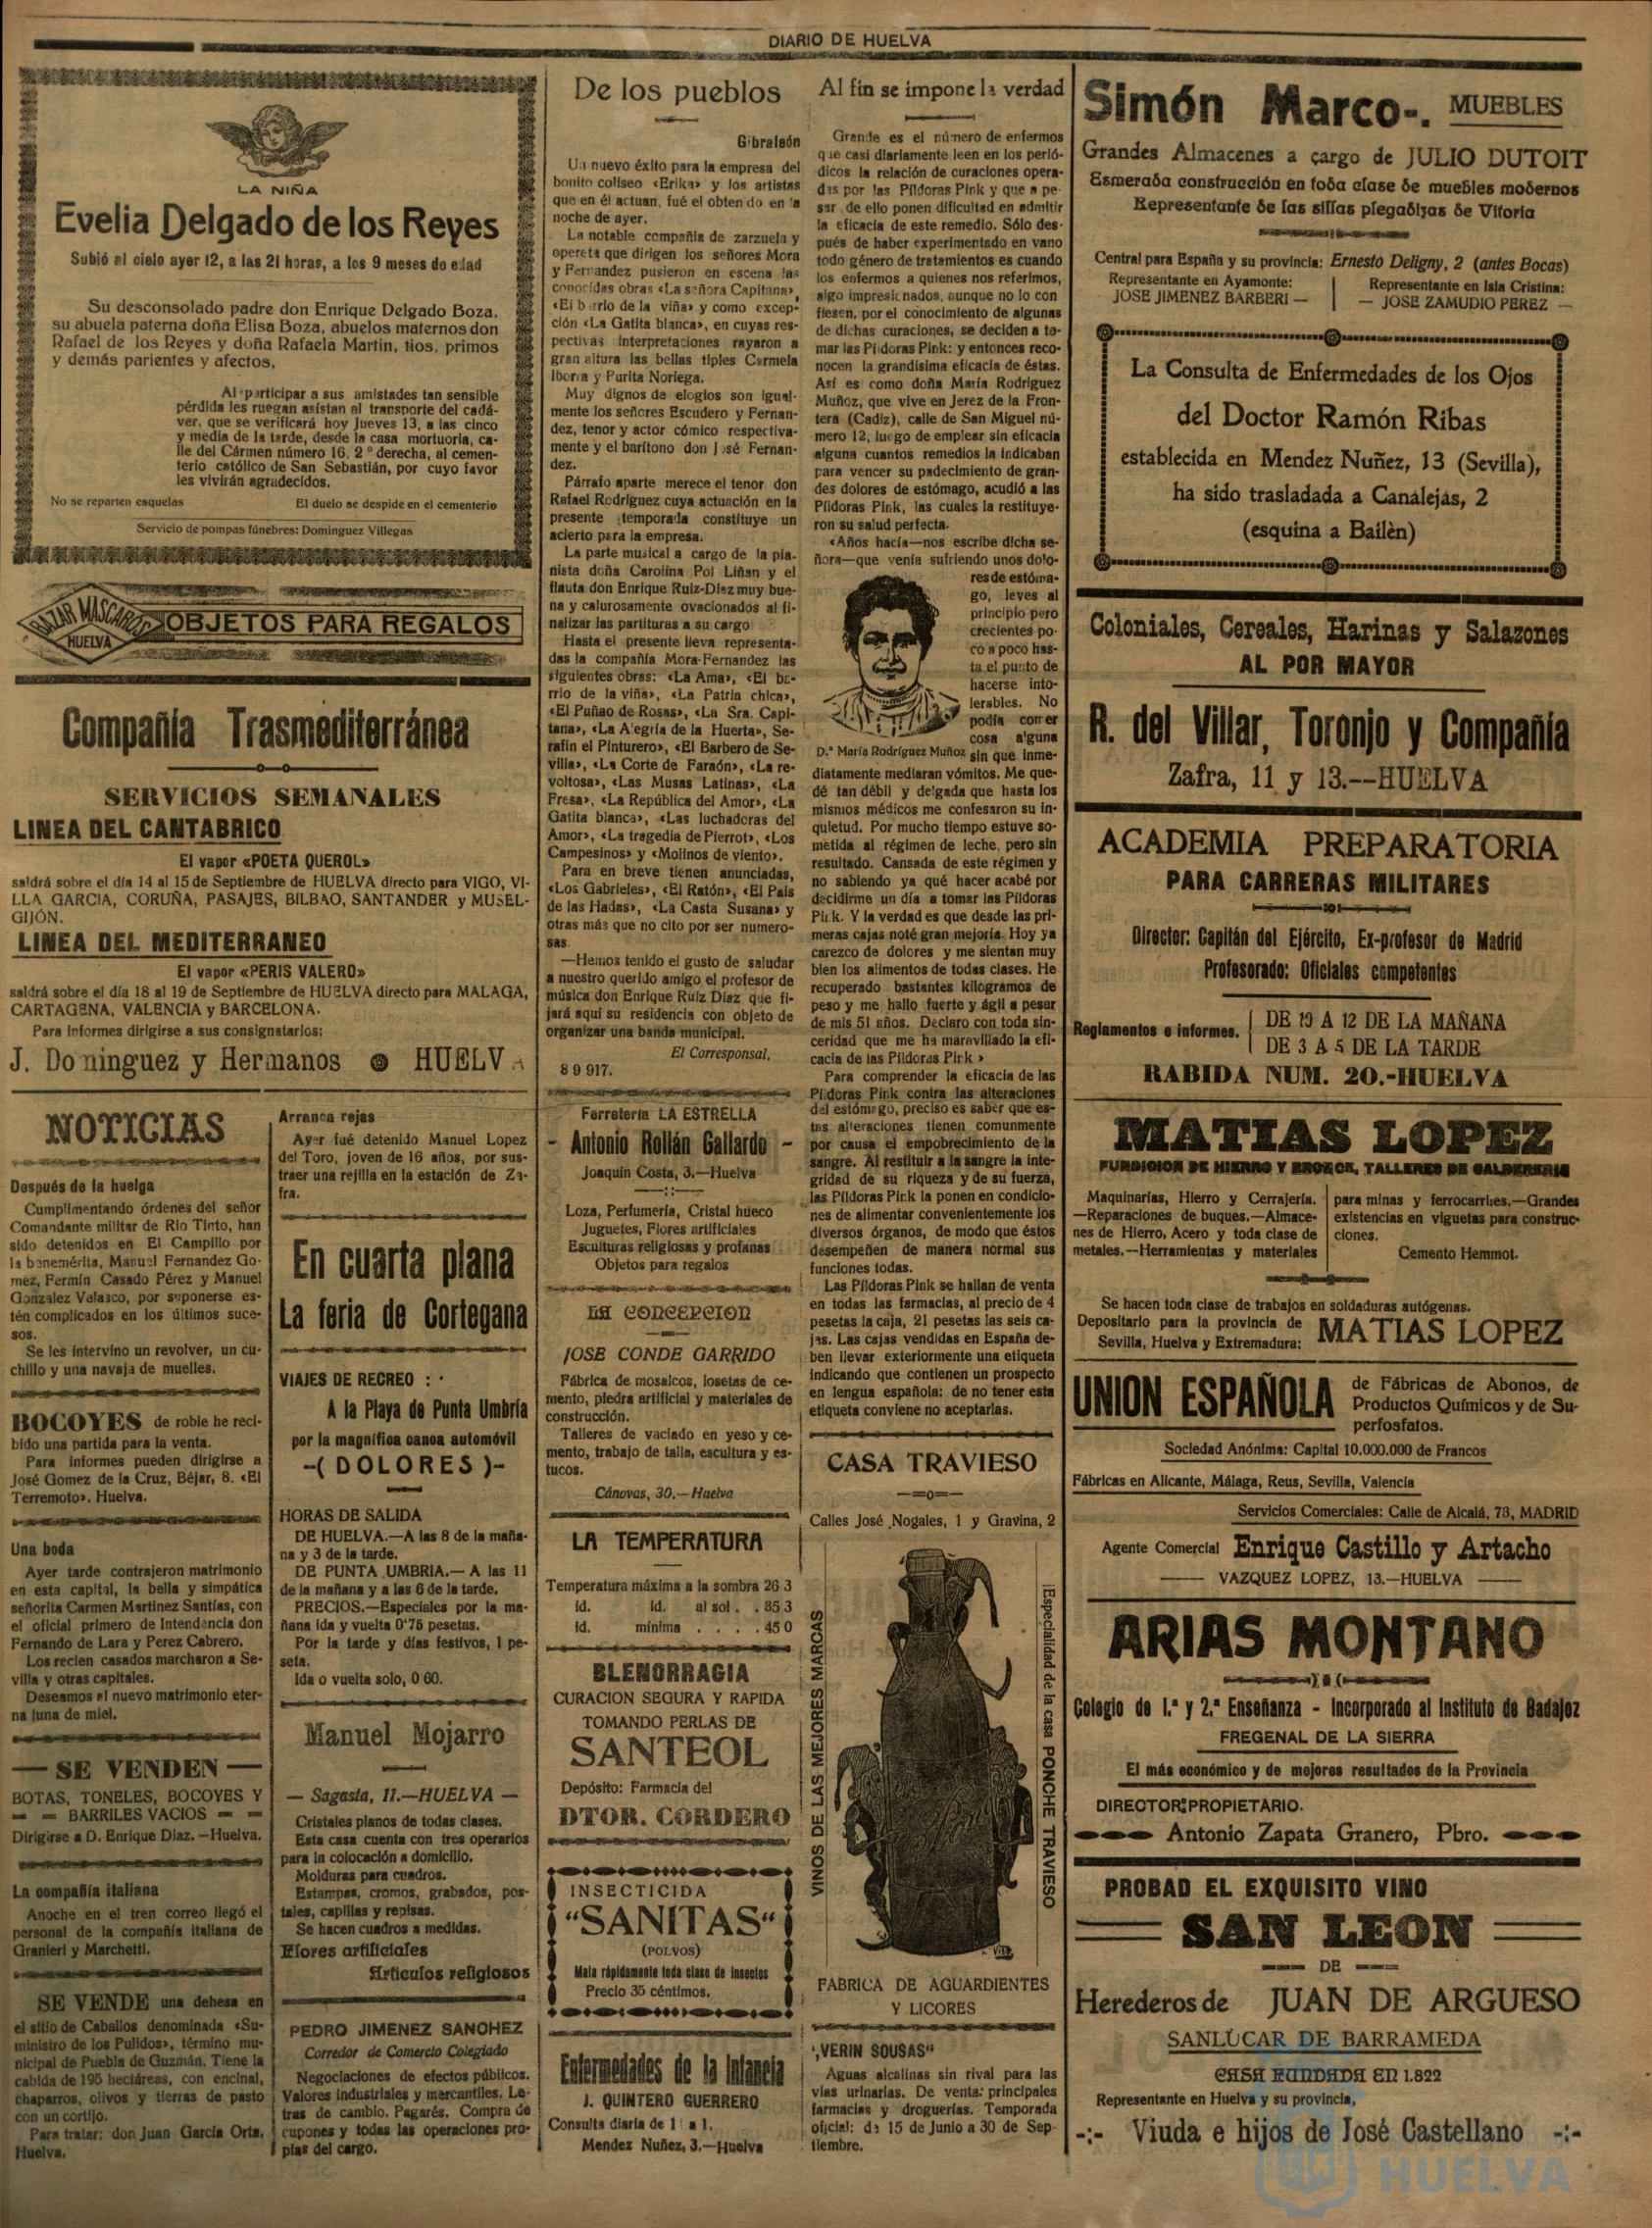 DIARIO DE HUELVA
LA NIÑA
Evelia Delgado de los Reyes
Subió al cielo ayer 12, a las 21 horas, a los 9 meses de edad
Su desconsolado padre don Enrique Delgado Boza,
su abuela paterna doña Elisa Boza, abuelos maternos don
Rafael de los Reyes y doña Rafaela Martin, tios, primos
y demás parientes y afectos,
Al participar a sus amistades tan sensible
pérdida les ruegan asistan al transporte del cadá-
ver, que se verificará hoy Jueves 13, a las cinco
y media de la tarde, desde la casa mortuoria, ca-
lle del Cármen número 16, 2º derecha, al cemen-
terio católico de San Sebastián, por cuyo favor
les vivirán agradecidos.
No se reparten esquelas
El duelo se despide en el cementerio
Servicio de pompas fúnebres: Dominguez Villegas
BAZAR MASCAROS
HUELVA
OBJETOS PARA REGALOS
Compañía Trasmediterránea
SERVICIOS SEMANALES
LINEA DEL CANTABRICO
El vapor «POETA QUEROL»
saldrá sobre el día 14 al 15 de Septiembre de HUELVA directo para VIGO, VI-
LLA GARCIA, CORUÑA, PASAJES, BILBAO, SANTANDER y MUSEL-
GIJÓN.
LINEA DEL MEDITERRANEO
El vapor «PERIS VALERO»
saldrá sobre el día 18 al 19 de Septiembre de HUELVA directo para MALAGA,
CARTAGENA, VALENCIA y BARCELONA.
Para informes dirigirse a sus consignatarios:
J. Dominguez y Hermanos HUELVA
NOTICIAS
Después de la huelga
Cumplimentando órdenes del señor
Comandante militar de Rio Tinto, han
sido detenidos en El Campillo por
la benemérita, Manuel Fernandez Go-
mez, Fermín Casado Pérez y Manuel
Gonzalez Velasco, por suponerse es-
tén complicados en los últimos suce-
sos.
Se les intervino un revolver, un cu-
chillo y una navaja de muelles.
BOCOYES de roble he reci-
bido una partida para la venta.
Para informes pueden dirigirse a
José Gomez de la Cruz, Béjar, 8. «El
Terremoto». Huelva.
Una boda
Ayer tarde contrajeron matrimonio
en esta capital, la bella y simpática
señorita Carmen Martinez Santías, con
el oficial primero de Intendencia don
Fernando de Lara y Perez Cabrero.
Los recien casados marcharon a Se-
villa y otras capitales.
Deseamos al nuevo matrimonio eter-
na luna de miel.
— SE VENDEN —
BOTAS, TONELES, BOCOYES Y
BARRILES VACIOS
Dirigirse a D. Enrique Diaz.—Huelva.
La compañía italiana
Anoche en el tren correo llegó el
personal de la compañia italiana de
Granieri y Marchetti.
SE VENDE una dehesa en
el sitio de Caballos denominada «Su-
ministro de los Pulidos», término mu-
nicipal de Puebla de Guzmán. Tiene la
cabida de 195 hectáreas, con encinal,
chaparros, olivos y tierras de pasto
con un cortijo.
Para tratar: don Juan García Orta.
Huelva.
Arranca rejas
Ayer fué detenido Manuel Lopez
del Toro, joven de 16 años, por sus-
traer una rejilla en la estación de Za-
fra.
En cuarta plana
La feria de Cortegana
VIAJES DE RECREO :
A la Playa de Punta Umbría
por la magnífica canoa automóvil
-( DOLORES )-
HORAS DE SALIDA
DE HUELVA.—A las 8 de la maña-
na y 3 de la tarde.
DE PUNTA UMBRIA.— A las 11
de la mañana y a las 6 de la tarde.
PRECIOS.—Especiales por la ma-
ñana ida y vuelta 0'75 pesetas.
Por la tarde y días festivos, 1 pe-
seta.
Ida o vuelta solo, 0 60.
Manuel Mojarro
— Sagasta, 11.—HUELVA —
Cristales planos de todas clases.
Esta casa cuenta con tres operarios
para la colocación a domicilio.
Molduras para cuadros.
Estampas, cromos, grabados, pos-
tales, capillas y repisas.
Se hacen cuadros a medidas.
Flores artificiales
Articulos religiosos
PEDRO JIMENEZ SANCHEZ
Corredor de Comercio Colegiado
Negociaciones de efectos públicos.
Valores industriales y mercantiles. Le-
tras de cambio. Pagarés. Compra de
cupones y todas las operaciones pro-
pias del cargo.
De los pueblos
Gibraleón
Un nuevo éxito para la empresa del
bonito coliseo «Erika» y los artistas
que en él actuan, fué el obtenido en la
noche de ayer.
La notable compañia de zarzuela y
opereta que dirigen los señores Mora
y Fernandez pusieron en escena las
conocidas obras «La señora Capitana»,
«El barrio de la viña» y como excep-
ción «La Gatita blanca», en cuyas res-
pectivas interpretaciones rayaron a
gran altura las bellas tiples Carmela
Iborra y Purita Noriega.
Muy dignos de elogios son igual-
mente los señores Escudero y Fernan-
dez, tenor y actor cómico respectiva-
mente y el barítono don José Fernan-
dez.
Párrafo aparte merece el tenor don
Rafael Rodríguez cuya actuación en la
presente temporada constituye un
acierto para la empresa.
La parte musical a cargo de la pia-
nista doña Carolina Pol Liñan y el
flauta don Enrique Ruiz-Diaz muy bue-
na y calurosamente ovacionados al fi-
nalizar las partituras a su cargo
Hasta el presente lleva representa-
das la compañía Mora-Fernandez las
siguientes obras: «La Ama», «El ba-
rrio de la viña», «La Patria chica»,
«El Puñao de Rosas», «La Sra. Capi-
tana», «La Alegría de la Huerta», Se-
rafin el Pinturero», «El Barbero de Se-
villa», «La Corte de Faraón», «La re-
voltosa», «Las Musas Latinas», «La
Fresa», «La República del Amor», «La
Gatita blanca», «Las luchadoras del
Amor», «La tragedia de Pierrot», «Los
Campesinos» y «Molinos de viento».
Para en breve tienen anunciadas,
«Los Gabrieles», «El Ratón», «El Pais
de las Hadas», «La Casta Susana» y
otras más que no cito por ser numero-
sas.
—Hemos tenido el gusto de saludar
a nuestro querido amigo el profesor de
música don Enrique Ruiz Díaz que fi-
jará aquí su residencia con objeto de
organizar una banda municipal.
El Corresponsal.
8 9 917.
Ferretería LA ESTRELLA
- Antonio Rollán Gallardo -
Joaquín Costa, 3.—Huelva
Loza, Perfumería, Cristal hueco
Juguetes, Flores artificiales
Esculturas religiosas y profanas
Objetos para regalos
LA CONCEPCION
JOSE CONDE GARRIDO
Fábrica de mosaicos, losetas de ce-
mento, piedra artificial y materiales de
construcción.
Talleres de vaciado en yeso y ce-
mento, trabajo de talla, escultura y es-
tucos.
Cánovas, 30.—Huelva
LA TEMPERATURA
Temperatura máxima a la sombra 26 3
id. id. al sol . . 35 3
id. mínima . . . . 45 0
BLENORRAGIA
CURACION SEGURA Y RAPIDA
TOMANDO PERLAS DE
SANTEOL
Depósito: Farmacia del
DTOR. CORDERO
INSECTICIDA
“SANITAS“
(POLVOS)
Mata rápidamente toda clase de insectos
Precio 35 céntimos.
Enfermedades de la Infancia
J. QUINTERO GUERRERO
Consulta diaria de 11 a 1.
Mendez Nuñez, 3.—Huelva
Al fin se impone la verdad
Grande es el número de enfermos
que casi diariamente leen en los perió-
dicos la relación de curaciones opera-
das por las Píldoras Pink y que a pe-
sar de ello ponen dificultad en admitir
la eficacia de este remedio. Sólo des-
pués de haber experimentado en vano
todo género de tratamientos es cuando
los enfermos a quienes nos referimos,
algo impresionados, aunque no lo con
fiesen, por el conocimiento de algunas
de dichas curaciones, se deciden a to-
mar las Píldoras Pink: y entonces reco-
nocen la grandísima eficacia de éstas.
Así es como doña María Rodríguez
Muñoz, que vive en Jerez de la Fron-
tera (Cadiz), calle de San Miguel nú-
mero 12, luego de emplear sin eficacia
alguna cuantos remedios la indicaban
para vencer su padecimiento de gran-
des dolores de estómago, acudió a las
Píldoras Pink, las cuales la restituye-
ron su salud perfecta.
«Años hacía—nos escribe dicha se-
ñora—que venía sufriendo unos dolo-
res de estóma-
go, leves al
principio pero
crecientes po-
co a poco has-
ta el punto de
hacerse into-
lerables. No
podía comer
cosa alguna
D.ª María Rodríguez Muñoz
sin que inme-
diatamente mediaran vómitos. Me que-
dé tan débil y delgada que hasta los
mismos médicos me confesaron su in-
quietud. Por mucho tiempo estuve so-
metida al régimen de leche, pero sin
resultado. Cansada de este régimen y
no sabiendo ya qué hacer acabé por
decidirme un día a tomar las Píldoras
Pink. Y la verdad es que desde las pri-
meras cajas noté gran mejoría. Hoy ya
carezco de dolores y me sientan muy
bien los alimentos de todas clases. He
recuperado bastantes kilogramos de
peso y me hallo fuerte y ágil a pesar
de mis 51 años. Declaro con toda sin-
ceridad que me ha maravillado la efi-
cacia de las Píldoras Pink»
Para comprender la eficacia de las
Píldoras Pink contra las alteraciones
del estómago, preciso es saber que es-
tas alteraciones tienen comunmente
por causa el empobrecimiento de la
sangre. Al restituir a la sangre la inte-
gridad de su riqueza y de su fuerza,
las Píldoras Pink la ponen en condicio-
nes de alimentar convenientemente los
diversos órganos, de modo que éstos
desempeñen de manera normal sus
funciones todas.
Las Píldoras Pink se hallan de venta
en todas las farmacias, al precio de 4
pesetas la caja, 21 pesetas las seis ca-
jas. Las cajas vendidas en España de-
ben llevar exteriormente una etiqueta
indicando que contienen un prospecto
en lengua española: de no tener esta
etiqueta conviene no aceptarlas.
CASA TRAVIESO
Calles José Nogales, 1 y Gravina, 2
VINOS DE LAS MEJORES MARCAS
¡Especialidad de la casa PONCHE TRAVIESO
FABRICA DE AGUARDIENTES
Y LICORES
„VERIN SOUSAS“
Aguas alcalinas sin rival para las
vías urinarias. De venta: principales
farmacias y droguerías. Temporada
oficial: de 15 de Junio a 30 de Sep-
tiembre.
Simón Marco-. MUEBLES
Grandes Almacenes a çargo de JULIO DUTOIT
Esmerada construcción en toda clase de muebles modernos
Representante de las sillas plegadizas de Vitoria
Central para España y su provincia: Ernesto Deligny, 2 (antes Bocas)
Representante en Ayamonte:
JOSE JIMENEZ BARBERI —
Representante en Isla Cristina:
— JOSE ZAMUDIO PEREZ —
La Consulta de Enfermedades de los Ojos
del Doctor Ramón Ribas
establecida en Mendez Nuñez, 13 (Sevilla),
ha sido trasladada a Canalejas, 2
(esquina a Bailèn)
Coloniales, Cereales, Harinas y Salazones
AL POR MAYOR
R. del Villar, Toronjo y Compañía
Zafra, 11 y 13.--HUELVA
ACADEMIA PREPARATORIA
PARA CARRERAS MILITARES
Director: Capitán del Ejército, Ex-profesor de Madrid
Profesorado: Oficiales competentes
Reglamentos e informes.
DE 10 A 12 DE LA MAÑANA
DE 3 A 5 DE LA TARDE
RABIDA NUM. 20.-HUELVA
MATIAS LOPEZ
FUNDICION DE HIERRO Y BRONCE, TALLERES DE CALDERERIA
Maquinarias, Hierro y Cerrajería.
—Reparaciones de buques.—Almace-
nes de Hierro, Acero y toda clase de
metales.—Herramientas y materiales
para minas y ferrocarriles.—Grandes
existencias en viguetas para construc-
ciones.
Cemento Hemmot.
Se hacen toda clase de trabajos en soldaduras autógenas.
Depositario para la provincia de
Sevilla, Huelva y Extremadura:
MATIAS LOPEZ
UNION ESPAÑOLA
de Fábricas de Abonos, de
Productos Químicos y de Su-
perfosfatos.
Sociedad Anónima: Capital 10.000.000 de Francos
Fábricas en Alicante, Málaga, Reus, Sevilla, Valencia
Servicios Comerciales: Calle de Alcalá, 73, MADRID
Agente Comercial Enrique Castillo y Artacho
VAZQUEZ LOPEZ, 13.—HUELVA
ARIAS MONTANO
Colegio de 1.ª y 2.ª Enseñanza - Incorporado al Instituto de Badajoz
FREGENAL DE LA SIERRA
El más económico y de mejores resultados de la Provincia
DIRECTOR PROPIETARIO.
Antonio Zapata Granero, Pbro.
PROBAD EL EXQUISITO VINO
SAN LEON
DE
Herederos de JUAN DE ARGUESO
SANLÚCAR DE BARRAMEDA
CASA FUNDADA EN 1.822
Representante en Huelva y su provincia,
-:- Viuda e hijos de José Castellano -:-
HUELVA